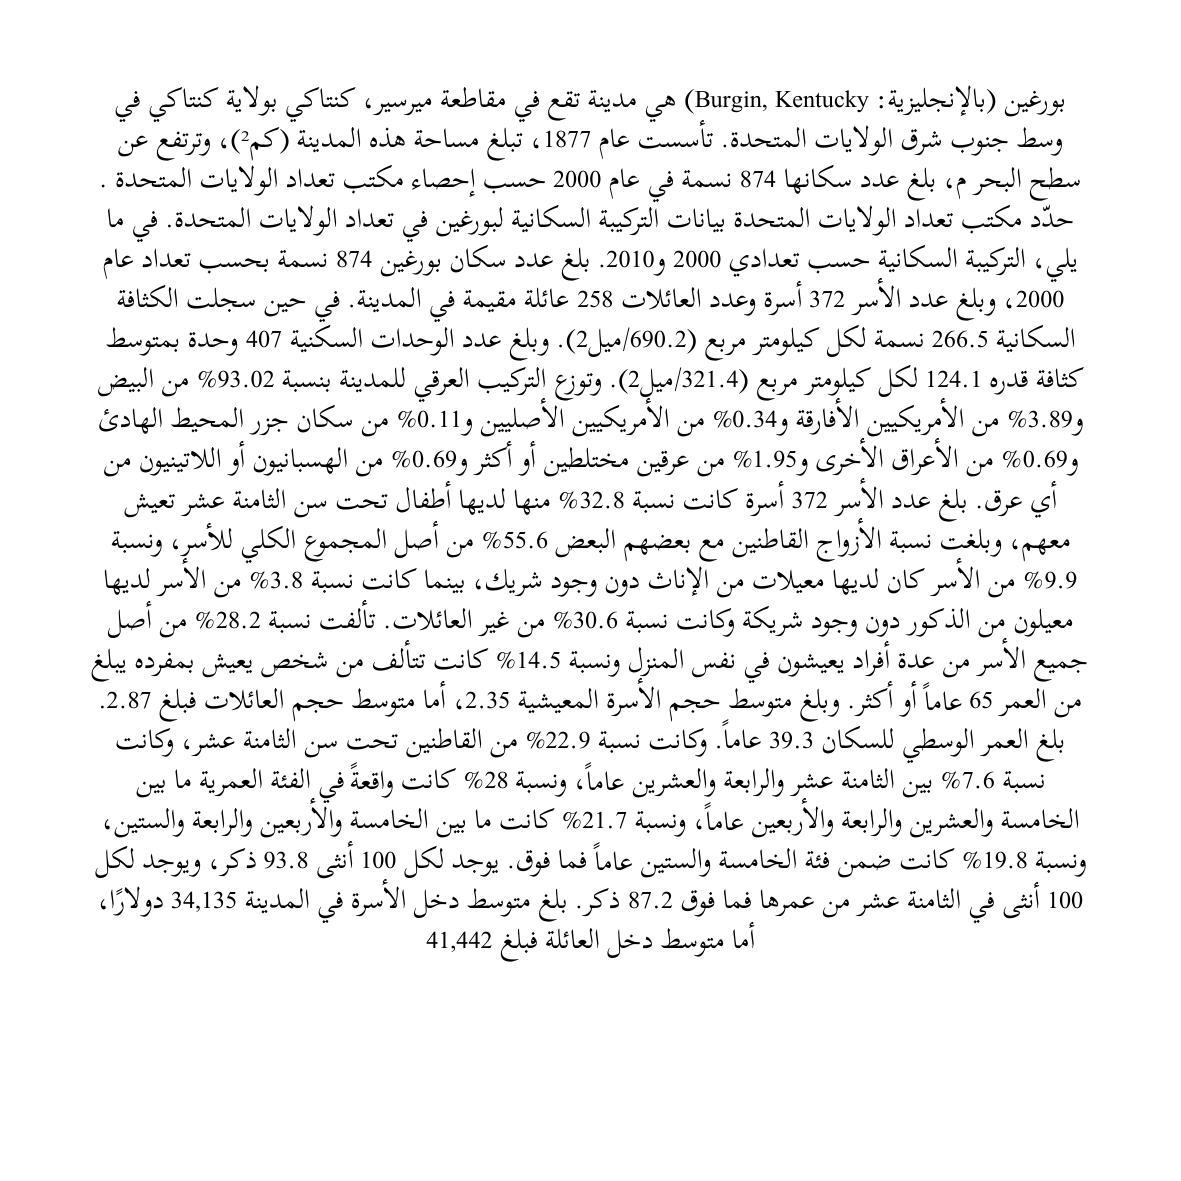 بورغين (بالإنجليزية: Burgin, Kentucky) هي مدينة تقع في مقاطعة ميرسير، كنتاكي بولاية كنتاكي في
وسط جنوب شرق الولايات المتحدة. تأسست عام 1877، تبلغ مساحة هذه المدينة (كم²)، وترتفع عن
سطح البحر م، بلغ عدد سكانها 874 نسمة في عام 2000 حسب إحصاء مكتب تعداد الولايات المتحدة .
حدّد مكتب تعداد الولايات المتحدة بيانات التركيبة السكانية لبورغين في تعداد الولايات المتحدة. في ما
يلي، التركيبة السكانية حسب تعدادي 2000 و2010. بلغ عدد سكان بورغين 874 نسمة بحسب تعداد عام
2000، وبلغ عدد الأسر 372 أسرة وعدد العائلات 258 عائلة مقيمة في المدينة. في حين سجلت الكثافة
السكانية 266.5 نسمة لكل كيلومتر مربع (690.2/ميل2). وبلغ عدد الوحدات السكنية 407 وحدة بمتوسط
كثافة قدره 124.1 لكل كيلومتر مربع (321.4/ميل2). وتوزع التركيب العرقي للمدينة بنسبة 93.02% من البيض
و3.89% من الأمريكيين الأفارقة و0.34% من الأمريكيين الأصليين و0.11% من سكان جزر المحيط الهادئ
و0.69% من الأعراق الأخرى و1.95% من عرقين مختلطين أو أكثر و0.69% من الهسبانيون أو اللاتينيون من
أي عرق. بلغ عدد الأسر 372 أسرة كانت نسبة 32.8% منها لديها أطفال تحت سن الثامنة عشر تعيش
معهم، وبلغت نسبة الأزواج القاطنين مع بعضهم البعض 55.6% من أصل المجموع الكلي للأسر، ونسبة
9.9% من الأسر كان لديها معيلات من الإناث دون وجود شريك، بينما كانت نسبة 3.8% من الأسر لديها
معيلون من الذكور دون وجود شريكة وكانت نسبة 30.6% من غير العائلات. تألفت نسبة 28.2% من أصل
جميع الأسر من عدة أفراد يعيشون في نفس المنزل ونسبة 14.5% كانت تتألف من شخص يعيش بمفرده يبلغ
من العمر 65 عاماً أو أكثر. وبلغ متوسط حجم الأسرة المعيشية 2.35، أما متوسط حجم العائلات فبلغ 2.87.
بلغ العمر الوسطي للسكان 39.3 عاماً. وكانت نسبة 22.9% من القاطنين تحت سن الثامنة عشر، وكانت
نسبة 7.6% بين الثامنة عشر والرابعة والعشرين عاماً، ونسبة 28% كانت واقعةً في الفئة العمرية ما بين
الخامسة والعشرين والرابعة والأربعين عاماً، ونسبة 21.7% كانت ما بين الخامسة والأربعين والرابعة والستين،
ونسبة 19.8% كانت ضمن فئة الخامسة والستين عاماً فما فوق. يوجد لكل 100 أنثى 93.8 ذكر، ويوجد لكل
100 أنثى في الثامنة عشر من عمرها فما فوق 87.2 ذكر. بلغ متوسط دخل الأسرة في المدينة 34,135 دولارًا،
أما متوسط دخل العائلة فبلغ 41,442